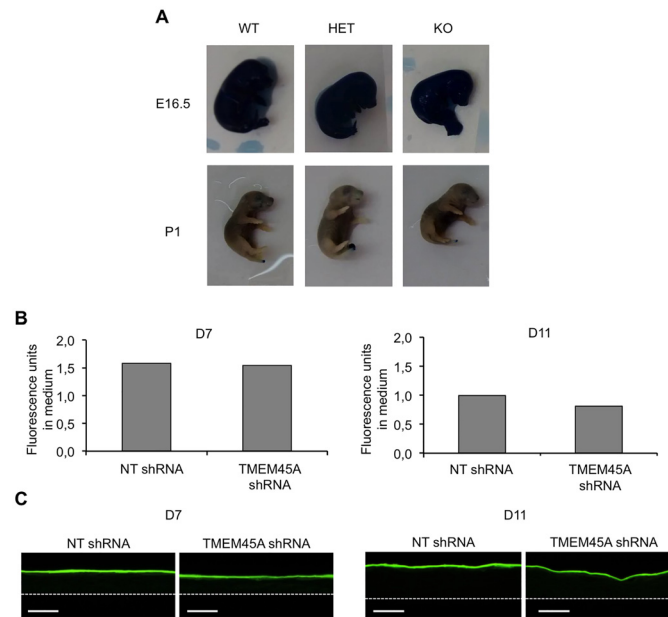 A
WT HET KO
E16.5
P1
B
D7 D11
Fluorescence units
in medium
2,0
1,5
1,0
0,5
0,0
NT shRNA TMEM45A
shRNA
Fluorescence units
in medium
2,0
1,5
1,0
0,5
0,0
NT shRNA TMEM45A
shRNA
C
D7 D11
NT shRNA TMEM45A shRNA NT shRNA TMEM45A shRNA